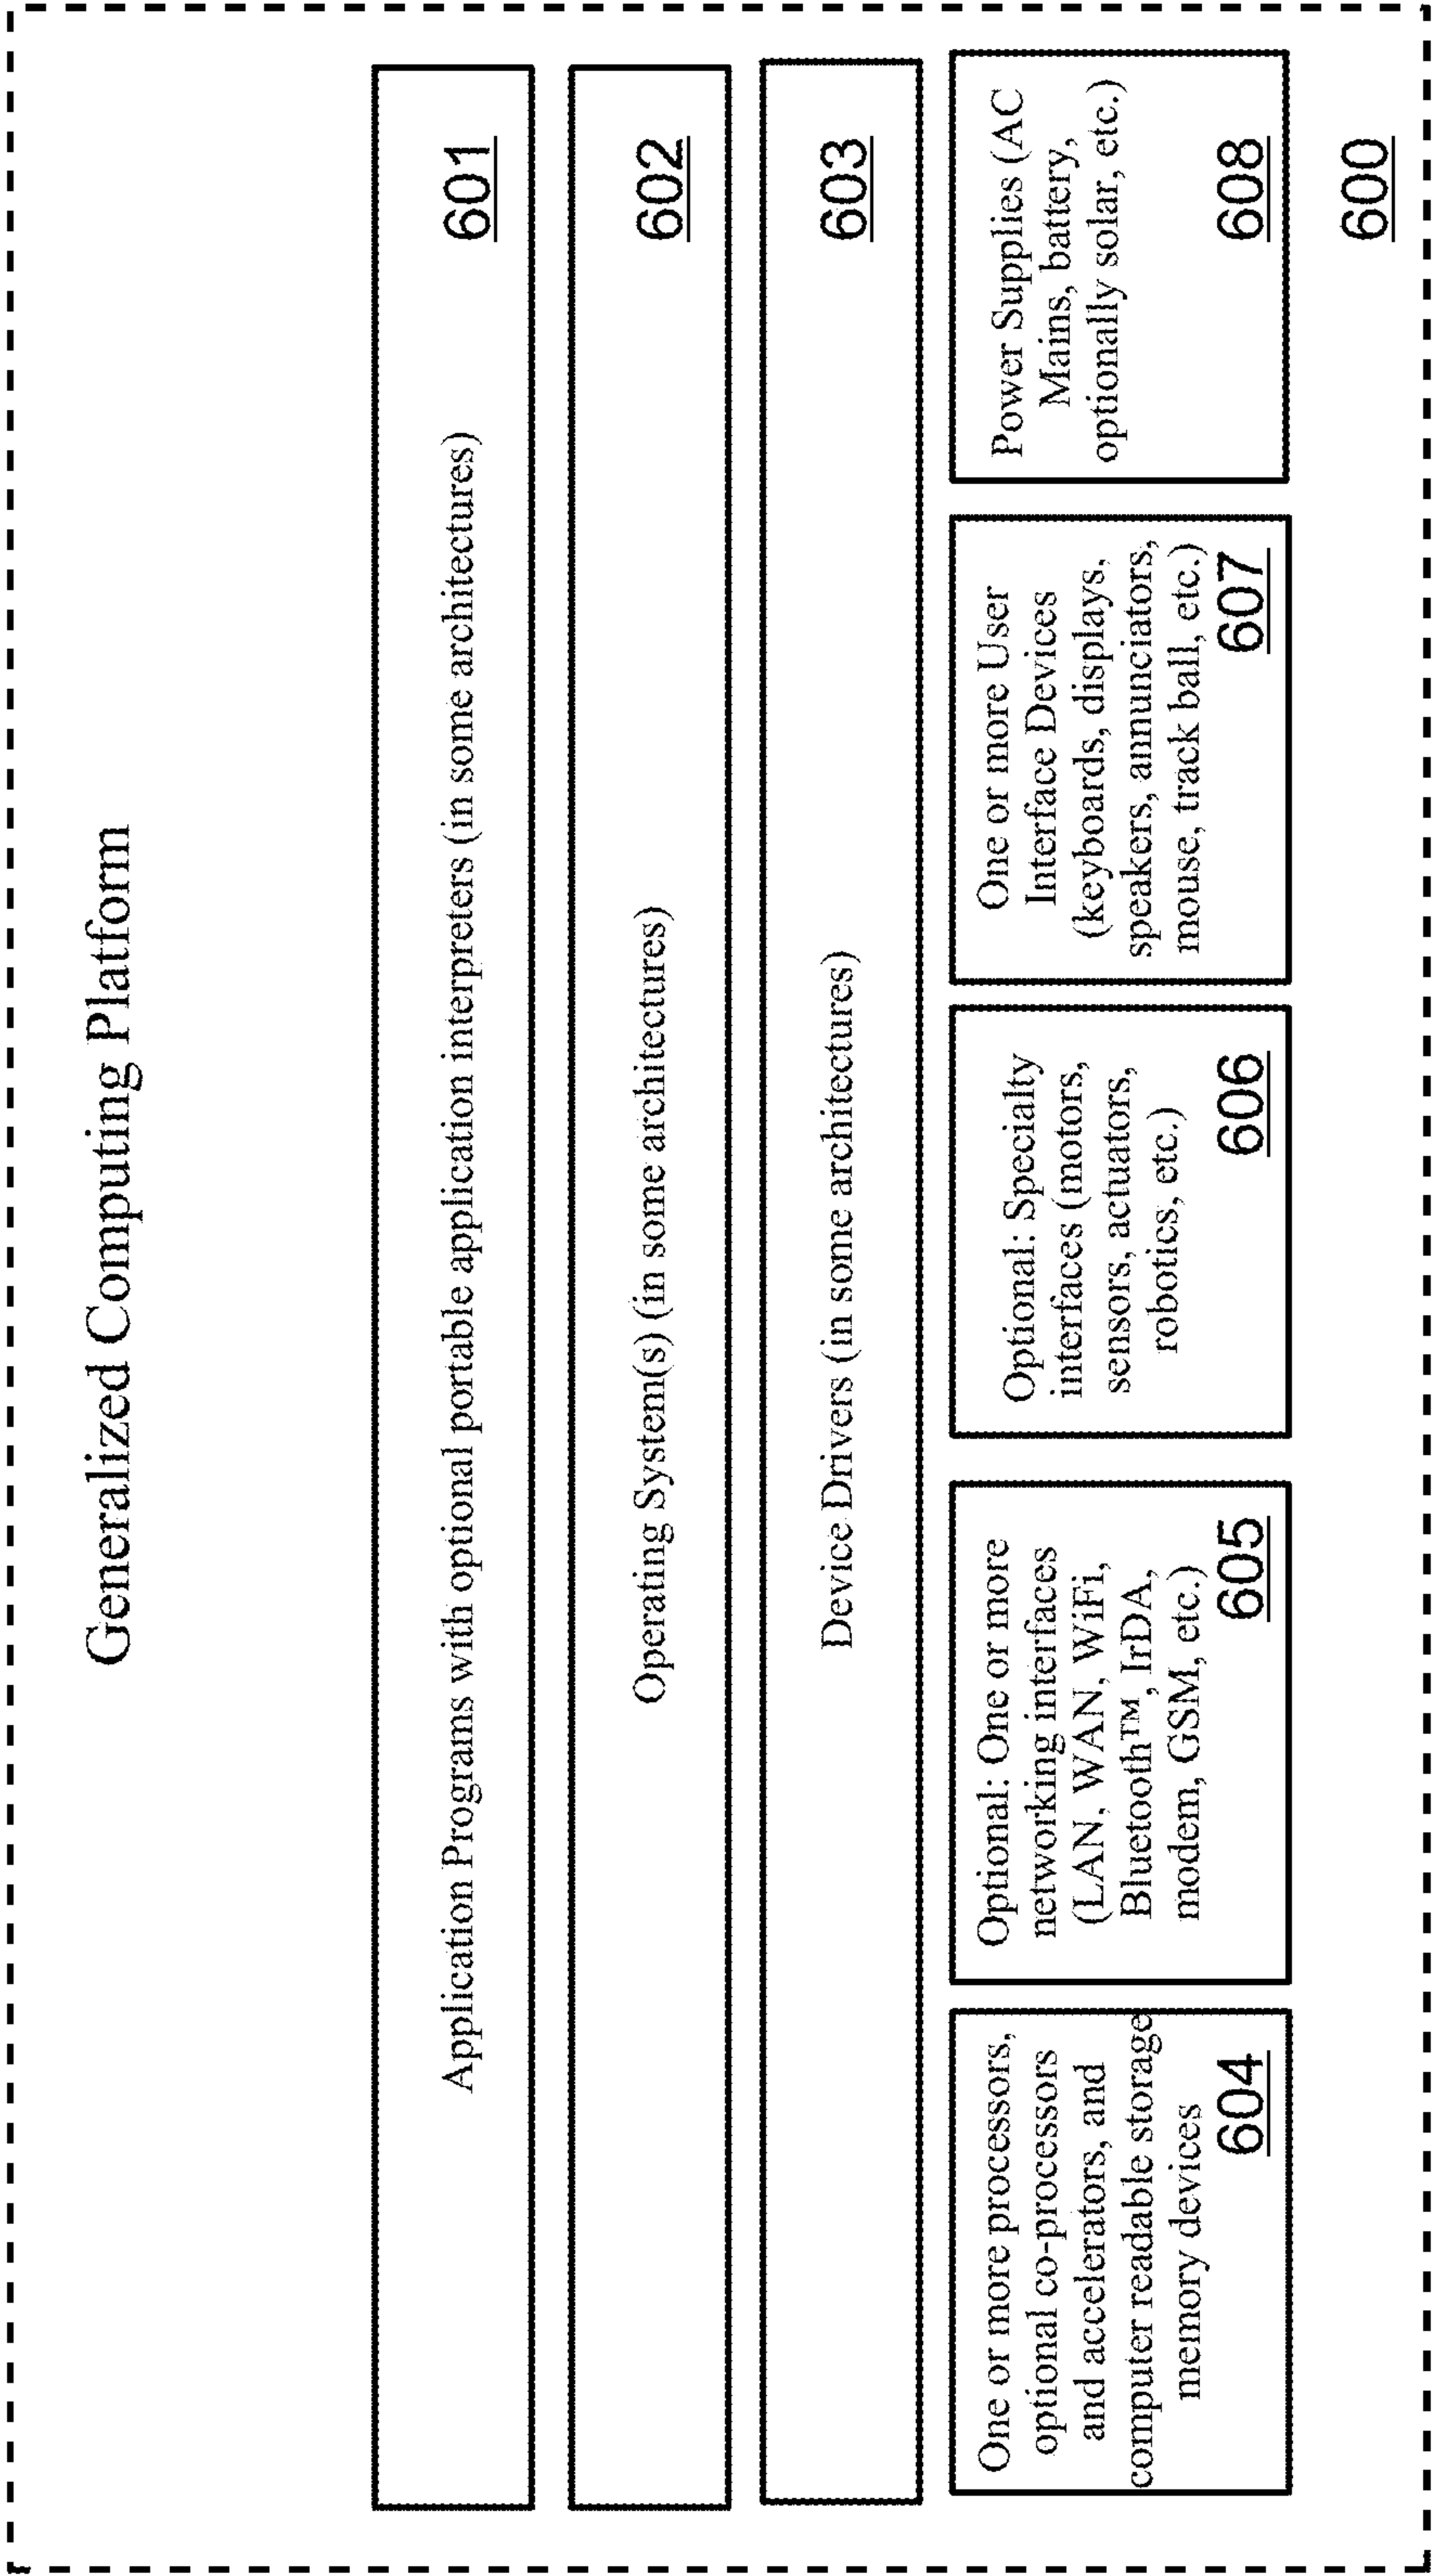 Generalized Computing Platform
Application Programs with optional portable application interpreters (in some architectures)
601
Operating System(s) (in some architectures)
602
Device Drivers (in some architectures)
603
One or more processors,
optional co-processors
and accelerators, and
computer readable storage
memory devices
604
Optional: One or more
networking interfaces
(LAN, WAN, WiFi,
Bluetooth™, IrDA,
modem, GSM, etc.)
605
Optional: Specialty
interfaces (motors,
sensors, actuators,
robotics, etc.)
606
One or more User
Interface Devices
(keyboards, displays,
speakers, annunciators,
mouse, track ball, etc.)
607
Power Supplies (AC
Mains, battery,
optionally solar, etc.)
608
600